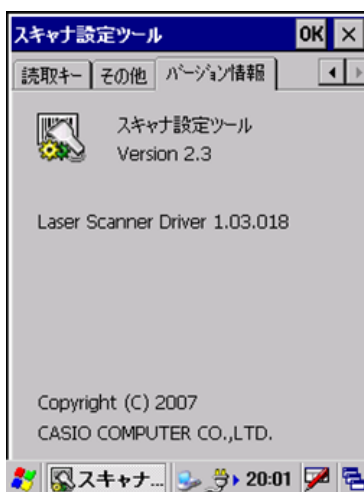 スキャナ設定ツール OK ×
読取キー その他 バージョン情報
スキャナ設定ツール
Version 2.3
Laser Scanner Driver 1.03.018
Copyright (C) 2007
CASIO COMPUTER CO.,LTD.
スキャナ... 20:01